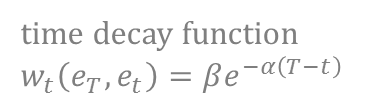 time decay function
w_t(e_T, e_t) = βe^{−α(T−t)}